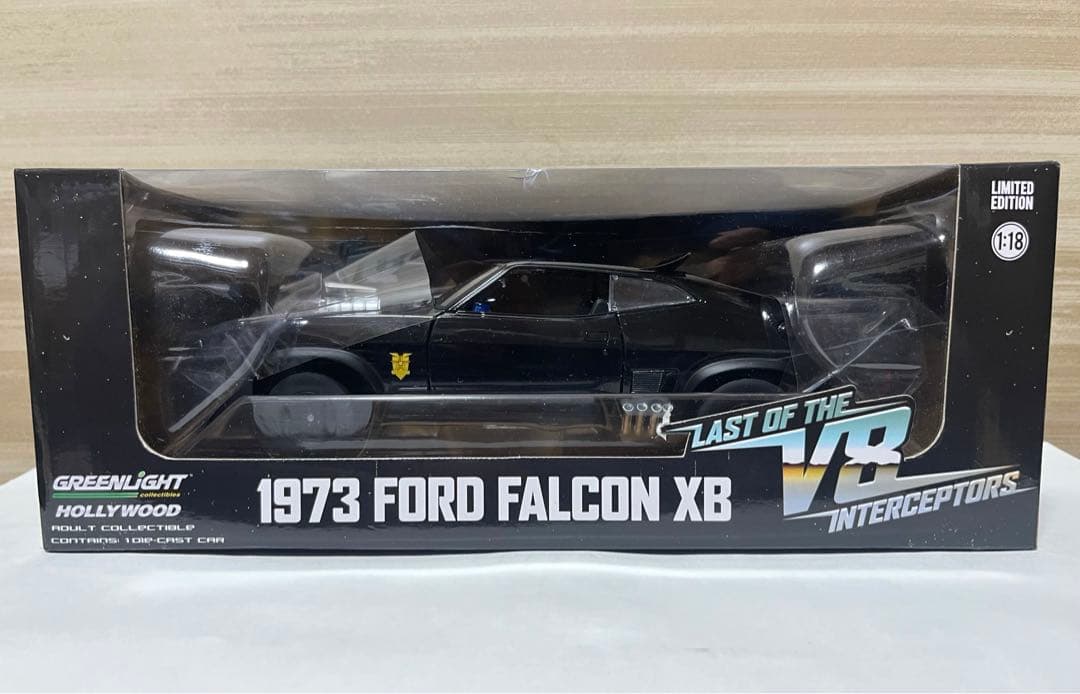 LIMITED
EDITION
1:18
LAST OF THE
V8
INTERCEPTORS
GREENLIGHT
collectibles
HOLLYWOOD
ADULT COLLECTIBLE
CONTAINS: 1 DIE-CAST CAR
1973 FORD FALCON XB